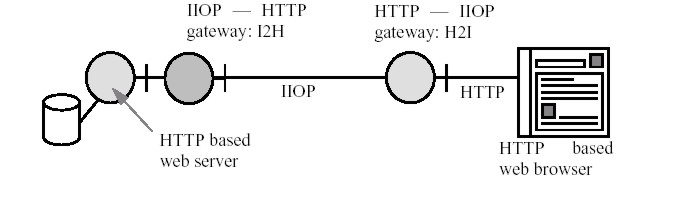 IIOP — HTTP
gateway: I2H
HTTP — IIOP
gateway: H2I
IIOP
HTTP
HTTP based
web server
HTTP based
web browser